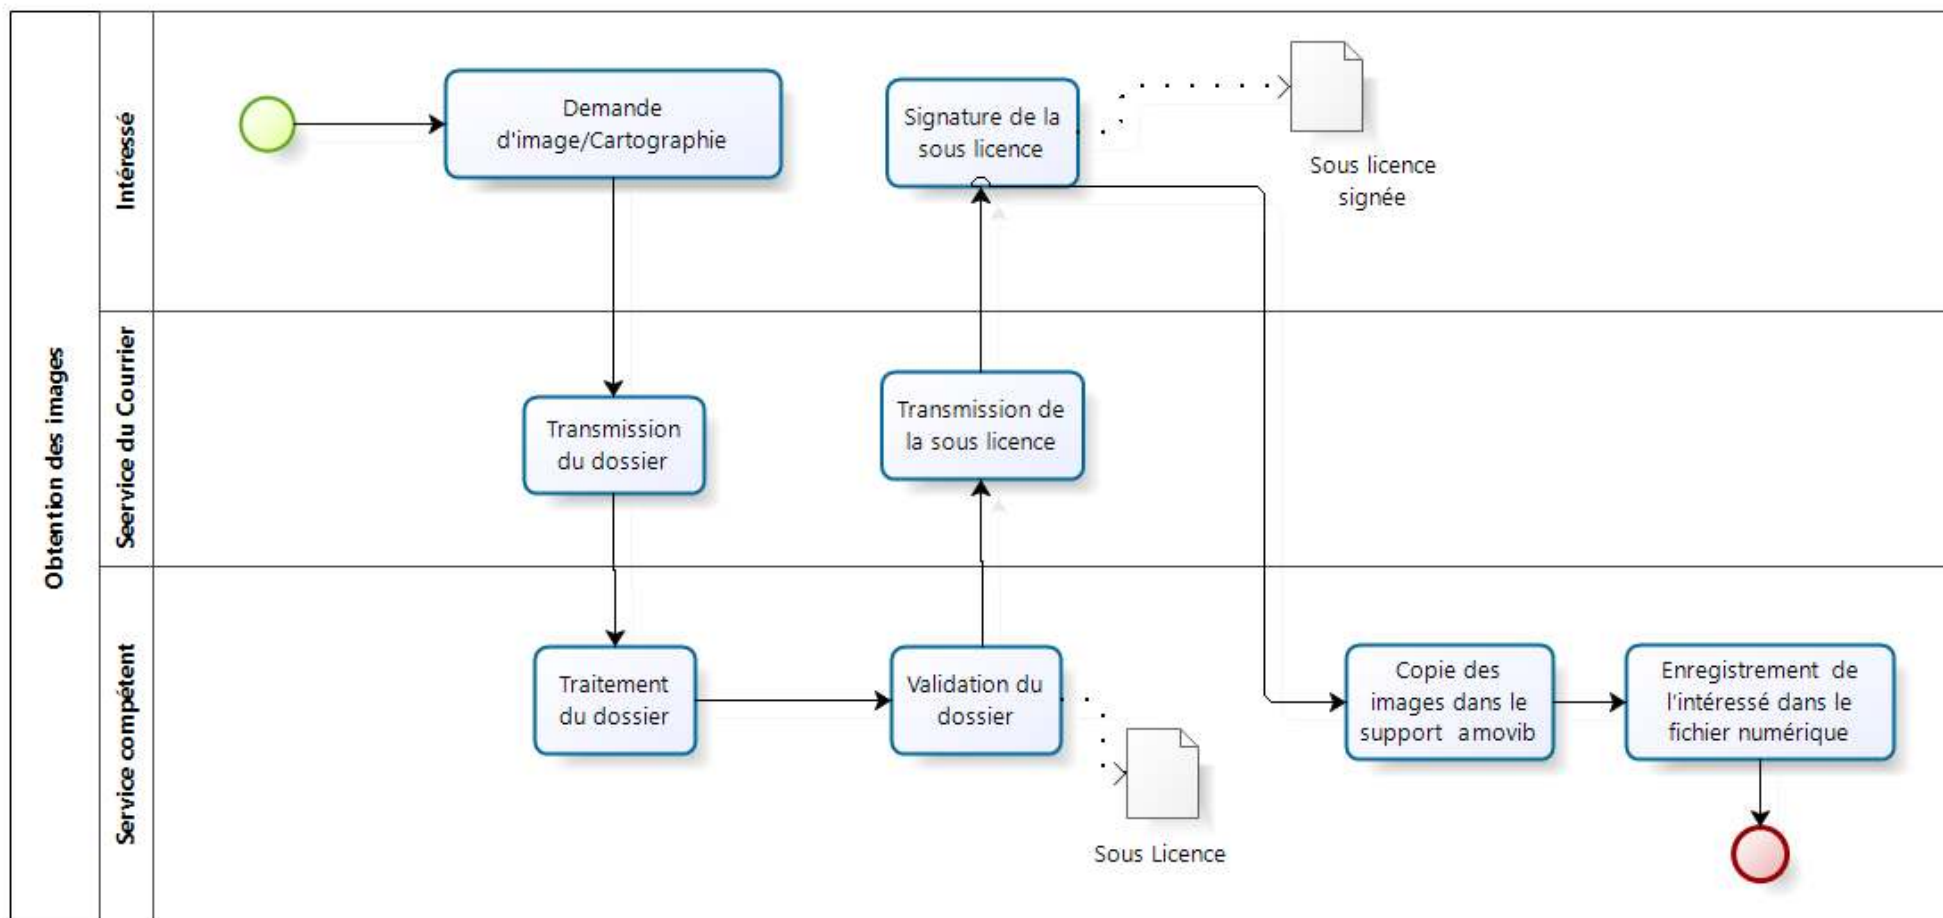 Obtention des images
Intéressé
Demande
d'image/Cartographie
Signature de la
sous licence
Sous licence
signée
Seervice du Courrier
Transmission
du dossier
Transmission de
la sous licence
Service compétent
Traitement
du dossier
Validation du
dossier
Sous Licence
Copie des
images dans le
support amovib
Enregistrement de
l'intéressé dans le
fichier numérique